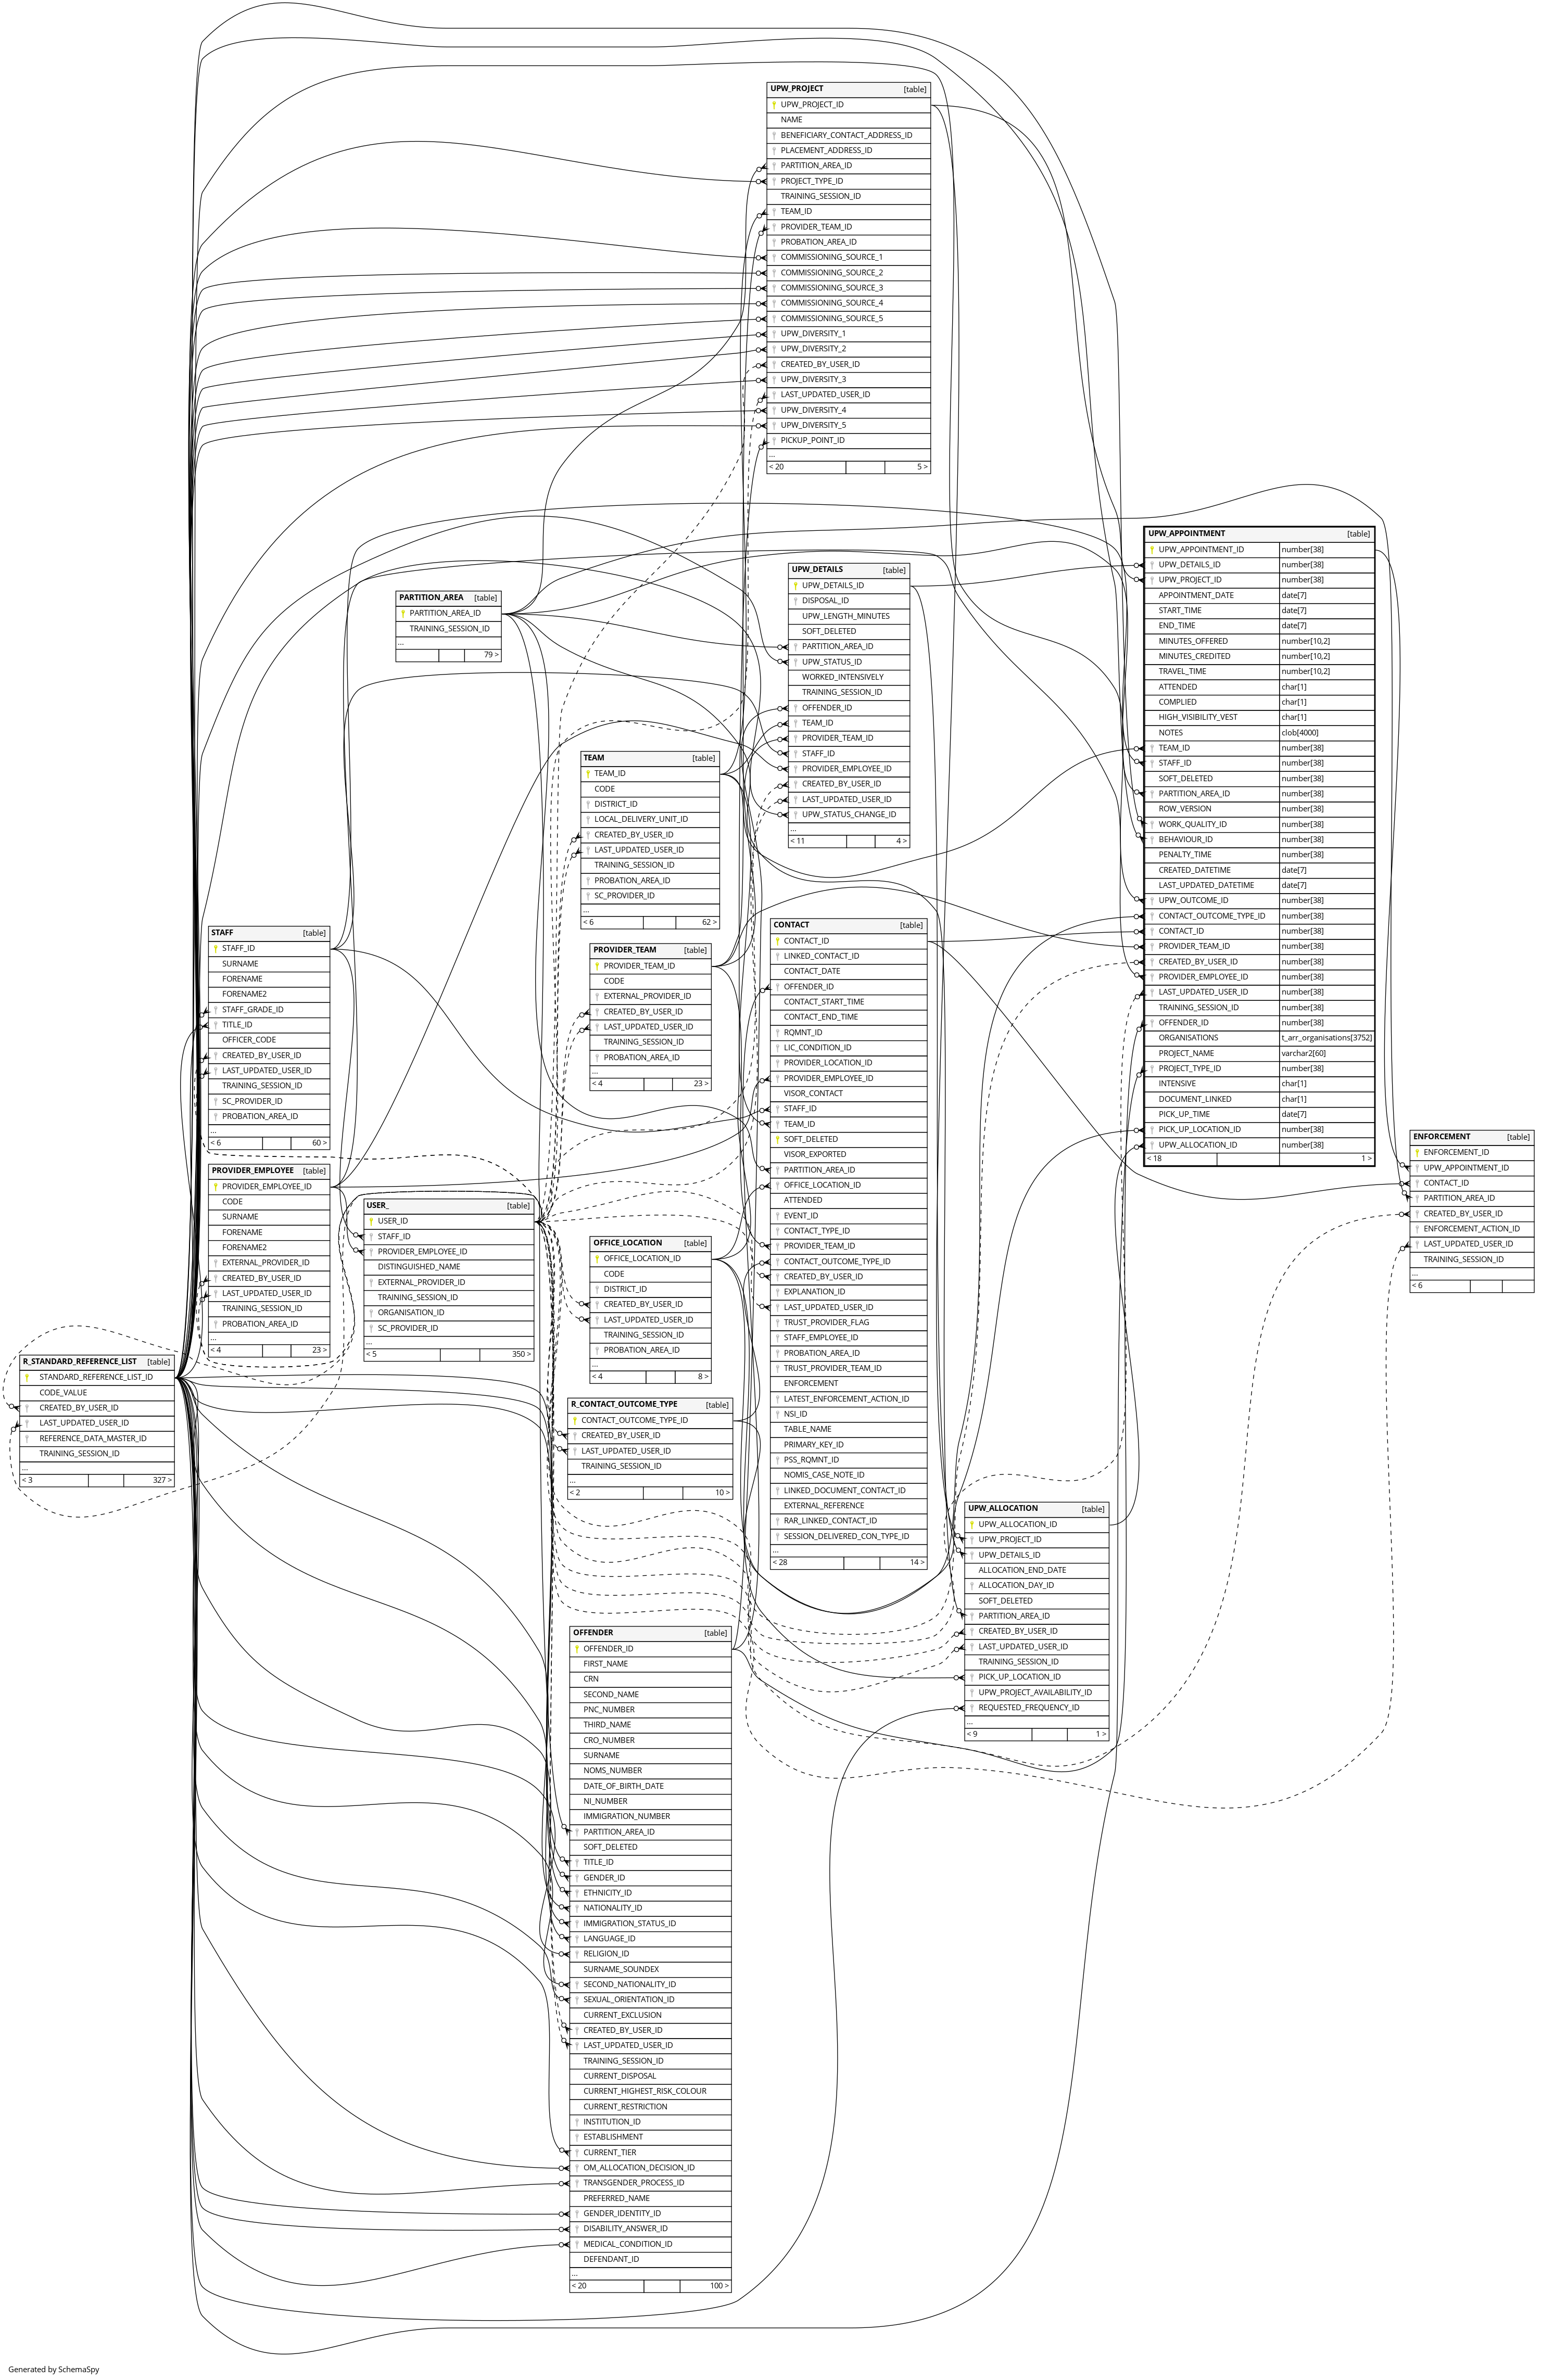 UPW_PROJECT [table]
UPW_PROJECT_ID
NAME
BENEFICIARY_CONTACT_ADDRESS_ID
PLACEMENT_ADDRESS_ID
PARTITION_AREA_ID
PROJECT_TYPE_ID
TRAINING_SESSION_ID
TEAM_ID
PROVIDER_TEAM_ID
PROBATION_AREA_ID
COMMISSIONING_SOURCE_1
COMMISSIONING_SOURCE_2
COMMISSIONING_SOURCE_3
COMMISSIONING_SOURCE_4
COMMISSIONING_SOURCE_5
UPW_DIVERSITY_1
UPW_DIVERSITY_2
CREATED_BY_USER_ID
UPW_DIVERSITY_3
LAST_UPDATED_USER_ID
UPW_DIVERSITY_4
UPW_DIVERSITY_5
PICKUP_POINT_ID
...
< 20 5 >
UPW_APPOINTMENT [table]
UPW_APPOINTMENT_ID number[38]
UPW_DETAILS_ID number[38]
UPW_PROJECT_ID number[38]
APPOINTMENT_DATE date[7]
START_TIME date[7]
END_TIME date[7]
MINUTES_OFFERED number[10,2]
MINUTES_CREDITED number[10,2]
TRAVEL_TIME number[10,2]
ATTENDED char[1]
COMPLIED char[1]
HIGH_VISIBILITY_VEST char[1]
NOTES clob[4000]
TEAM_ID number[38]
STAFF_ID number[38]
SOFT_DELETED number[38]
PARTITION_AREA_ID number[38]
ROW_VERSION number[38]
WORK_QUALITY_ID number[38]
BEHAVIOUR_ID number[38]
PENALTY_TIME number[38]
CREATED_DATETIME date[7]
LAST_UPDATED_DATETIME date[7]
UPW_OUTCOME_ID number[38]
CONTACT_OUTCOME_TYPE_ID number[38]
CONTACT_ID number[38]
PROVIDER_TEAM_ID number[38]
CREATED_BY_USER_ID number[38]
PROVIDER_EMPLOYEE_ID number[38]
LAST_UPDATED_USER_ID number[38]
TRAINING_SESSION_ID number[38]
OFFENDER_ID number[38]
ORGANISATIONS t_arr_organisations[3752]
PROJECT_NAME varchar2[60]
PROJECT_TYPE_ID number[38]
INTENSIVE char[1]
DOCUMENT_LINKED char[1]
PICK_UP_TIME date[7]
PICK_UP_LOCATION_ID number[38]
UPW_ALLOCATION_ID number[38]
< 18 1 >
UPW_DETAILS [table]
UPW_DETAILS_ID
DISPOSAL_ID
UPW_LENGTH_MINUTES
SOFT_DELETED
PARTITION_AREA_ID
UPW_STATUS_ID
WORKED_INTENSIVELY
TRAINING_SESSION_ID
OFFENDER_ID
TEAM_ID
PROVIDER_TEAM_ID
STAFF_ID
PROVIDER_EMPLOYEE_ID
CREATED_BY_USER_ID
LAST_UPDATED_USER_ID
UPW_STATUS_CHANGE_ID
...
< 11 4 >
PARTITION_AREA [table]
PARTITION_AREA_ID
TRAINING_SESSION_ID
...
79 >
TEAM [table]
TEAM_ID
CODE
DISTRICT_ID
LOCAL_DELIVERY_UNIT_ID
CREATED_BY_USER_ID
LAST_UPDATED_USER_ID
TRAINING_SESSION_ID
PROBATION_AREA_ID
SC_PROVIDER_ID
...
< 6 62 >
STAFF [table]
STAFF_ID
SURNAME
FORENAME
FORENAME2
STAFF_GRADE_ID
TITLE_ID
OFFICER_CODE
CREATED_BY_USER_ID
LAST_UPDATED_USER_ID
TRAINING_SESSION_ID
SC_PROVIDER_ID
PROBATION_AREA_ID
...
< 6 60 >
PROVIDER_TEAM [table]
PROVIDER_TEAM_ID
CODE
EXTERNAL_PROVIDER_ID
CREATED_BY_USER_ID
LAST_UPDATED_USER_ID
TRAINING_SESSION_ID
PROBATION_AREA_ID
...
< 4 23 >
CONTACT [table]
CONTACT_ID
LINKED_CONTACT_ID
CONTACT_DATE
OFFENDER_ID
CONTACT_START_TIME
CONTACT_END_TIME
RQMNT_ID
LIC_CONDITION_ID
PROVIDER_LOCATION_ID
PROVIDER_EMPLOYEE_ID
VISOR_CONTACT
STAFF_ID
TEAM_ID
SOFT_DELETED
VISOR_EXPORTED
PARTITION_AREA_ID
OFFICE_LOCATION_ID
ATTENDED
EVENT_ID
CONTACT_TYPE_ID
PROVIDER_TEAM_ID
CONTACT_OUTCOME_TYPE_ID
CREATED_BY_USER_ID
EXPLANATION_ID
LAST_UPDATED_USER_ID
TRUST_PROVIDER_FLAG
STAFF_EMPLOYEE_ID
PROBATION_AREA_ID
TRUST_PROVIDER_TEAM_ID
ENFORCEMENT
LATEST_ENFORCEMENT_ACTION_ID
NSI_ID
TABLE_NAME
PRIMARY_KEY_ID
PSS_RQMNT_ID
NOMIS_CASE_NOTE_ID
LINKED_DOCUMENT_CONTACT_ID
EXTERNAL_REFERENCE
RAR_LINKED_CONTACT_ID
SESSION_DELIVERED_CON_TYPE_ID
...
< 28 14 >
ENFORCEMENT [table]
ENFORCEMENT_ID
UPW_APPOINTMENT_ID
CONTACT_ID
PARTITION_AREA_ID
CREATED_BY_USER_ID
ENFORCEMENT_ACTION_ID
LAST_UPDATED_USER_ID
TRAINING_SESSION_ID
...
< 6
PROVIDER_EMPLOYEE [table]
PROVIDER_EMPLOYEE_ID
CODE
SURNAME
FORENAME
FORENAME2
EXTERNAL_PROVIDER_ID
CREATED_BY_USER_ID
LAST_UPDATED_USER_ID
TRAINING_SESSION_ID
PROBATION_AREA_ID
...
< 4 23 >
USER_ [table]
USER_ID
STAFF_ID
PROVIDER_EMPLOYEE_ID
DISTINGUISHED_NAME
EXTERNAL_PROVIDER_ID
TRAINING_SESSION_ID
ORGANISATION_ID
SC_PROVIDER_ID
...
< 5 350 >
OFFICE_LOCATION [table]
OFFICE_LOCATION_ID
CODE
DISTRICT_ID
CREATED_BY_USER_ID
LAST_UPDATED_USER_ID
TRAINING_SESSION_ID
PROBATION_AREA_ID
...
< 4 8 >
R_STANDARD_REFERENCE_LIST [table]
STANDARD_REFERENCE_LIST_ID
CODE_VALUE
CREATED_BY_USER_ID
LAST_UPDATED_USER_ID
REFERENCE_DATA_MASTER_ID
TRAINING_SESSION_ID
...
< 3 327 >
R_CONTACT_OUTCOME_TYPE [table]
CONTACT_OUTCOME_TYPE_ID
CREATED_BY_USER_ID
LAST_UPDATED_USER_ID
TRAINING_SESSION_ID
...
< 2 10 >
UPW_ALLOCATION [table]
UPW_ALLOCATION_ID
UPW_PROJECT_ID
UPW_DETAILS_ID
ALLOCATION_END_DATE
ALLOCATION_DAY_ID
SOFT_DELETED
PARTITION_AREA_ID
CREATED_BY_USER_ID
LAST_UPDATED_USER_ID
TRAINING_SESSION_ID
PICK_UP_LOCATION_ID
UPW_PROJECT_AVAILABILITY_ID
REQUESTED_FREQUENCY_ID
...
< 9 1 >
OFFENDER [table]
OFFENDER_ID
FIRST_NAME
CRN
SECOND_NAME
PNC_NUMBER
THIRD_NAME
CRO_NUMBER
SURNAME
NOMS_NUMBER
DATE_OF_BIRTH_DATE
NI_NUMBER
IMMIGRATION_NUMBER
PARTITION_AREA_ID
SOFT_DELETED
TITLE_ID
GENDER_ID
ETHNICITY_ID
NATIONALITY_ID
IMMIGRATION_STATUS_ID
LANGUAGE_ID
RELIGION_ID
SURNAME_SOUNDEX
SECOND_NATIONALITY_ID
SEXUAL_ORIENTATION_ID
CURRENT_EXCLUSION
CREATED_BY_USER_ID
LAST_UPDATED_USER_ID
TRAINING_SESSION_ID
CURRENT_DISPOSAL
CURRENT_HIGHEST_RISK_COLOUR
CURRENT_RESTRICTION
INSTITUTION_ID
ESTABLISHMENT
CURRENT_TIER
OM_ALLOCATION_DECISION_ID
TRANSGENDER_PROCESS_ID
PREFERRED_NAME
GENDER_IDENTITY_ID
DISABILITY_ANSWER_ID
MEDICAL_CONDITION_ID
DEFENDANT_ID
...
< 20 100 >
Generated by SchemaSpy